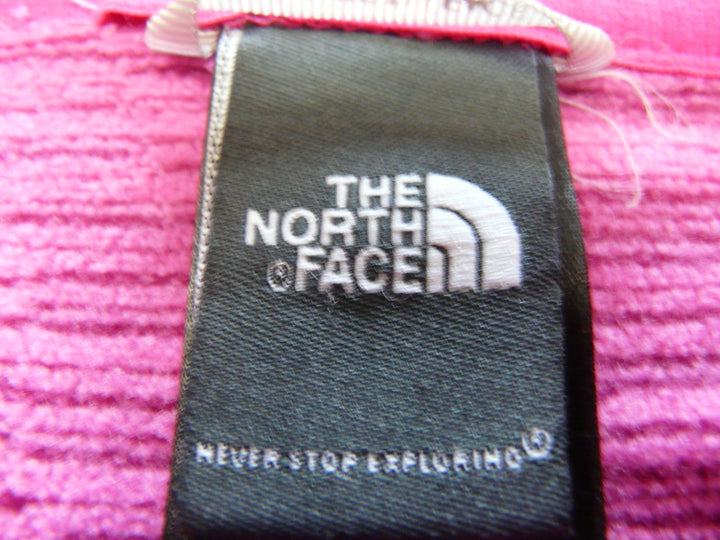 THE
NORTH
®FACE
NEVER STOP EXPLORING®